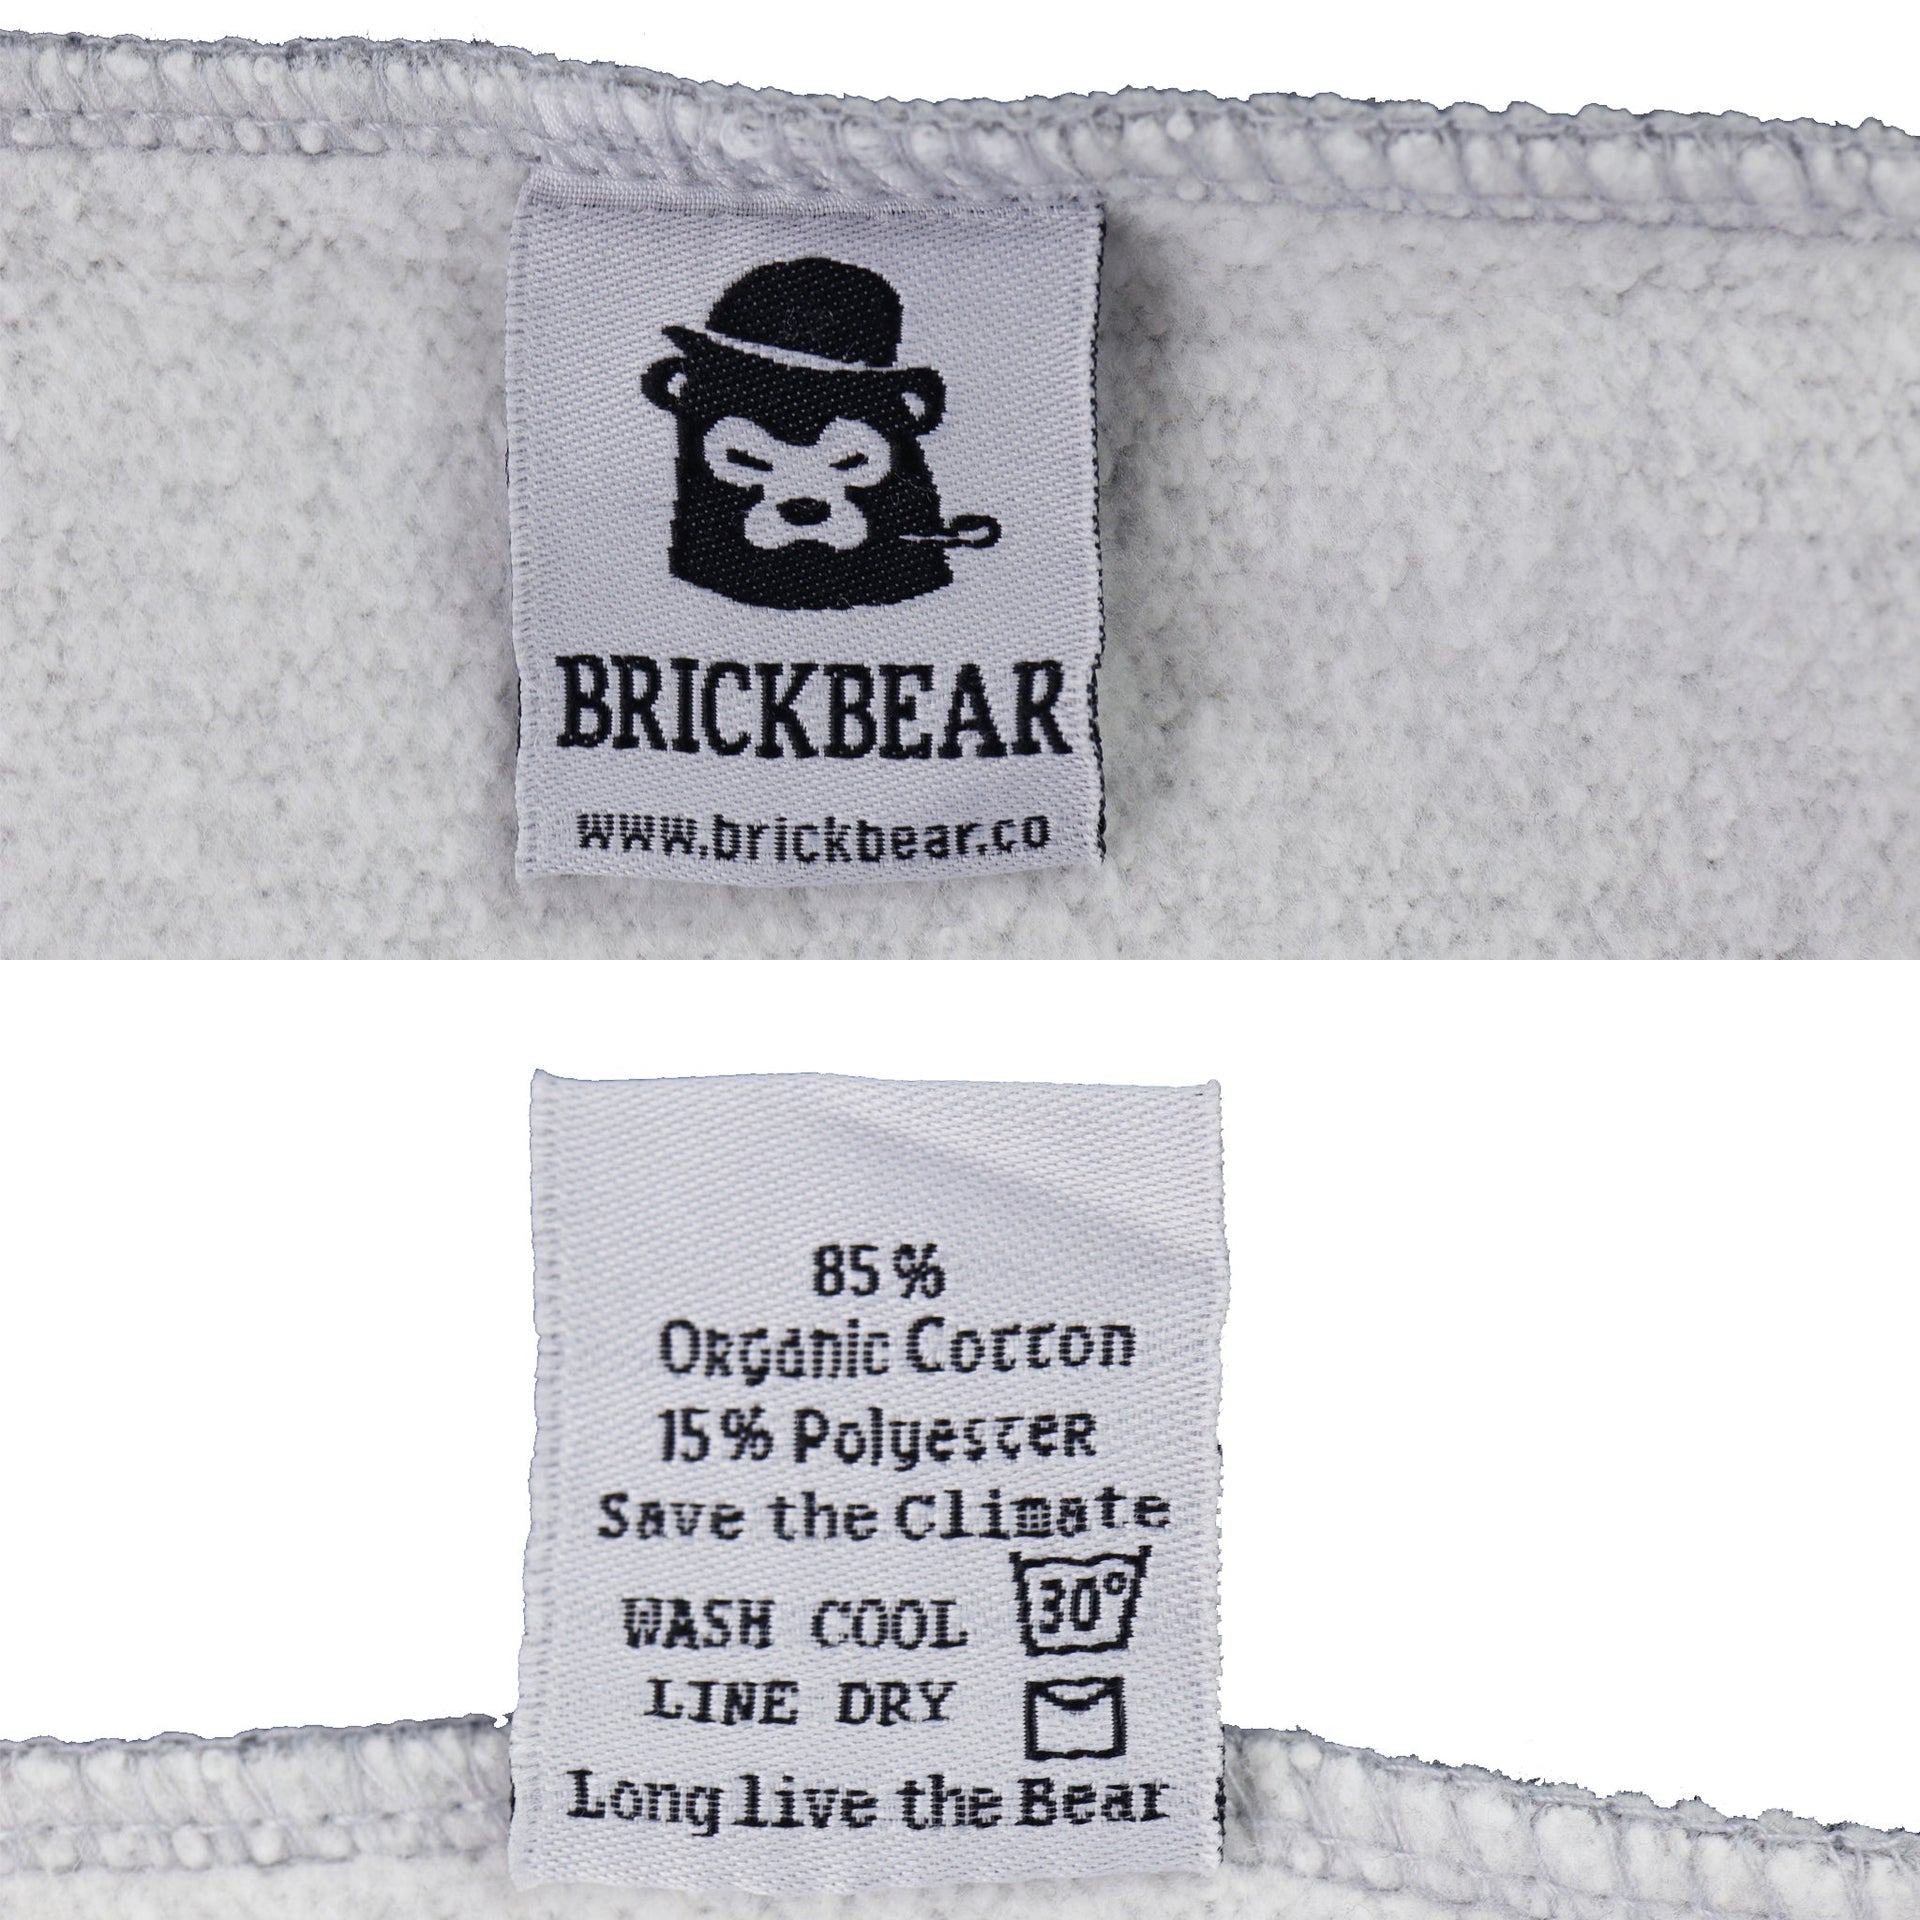 BRICKBEAR
www.brickbear.co
85%
Organic Cotton
15% Polyester
Save the Climate
30°
WASH COOL
LINE DRY
Long live the Bear